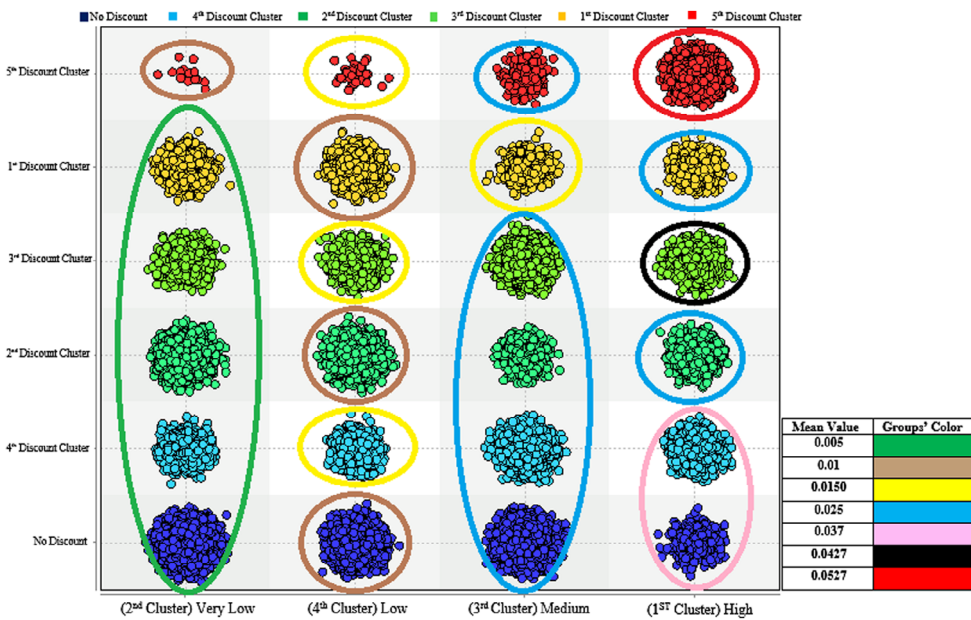 No Discount 4th Discount Cluster 2nd Discount Cluster 3rd Discount Cluster 1st Discount Cluster 5th Discount Cluster
5th Discount Cluster
1st Discount Cluster
3rd Discount Cluster
2nd Discount Cluster
4th Discount Cluster
No Discount
(2nd Cluster) Very Low (4th Cluster) Low (3rd Cluster) Medium (1ST Cluster) High
Mean Value Groups' Color
0.005
0.01
0.0150
0.025
0.037
0.0427
0.0527